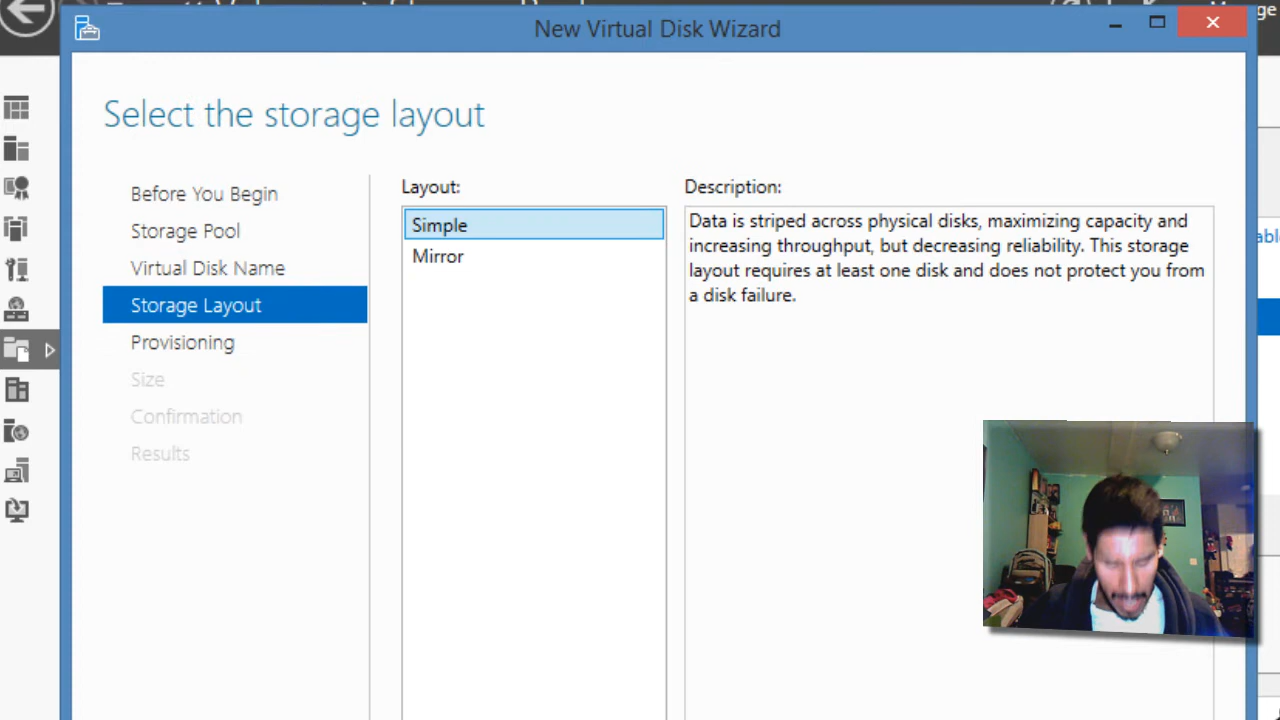 New Virtual Disk Wizard
Select the storage layout
Before You Begin
Storage Pool
Virtual Disk Name
Storage Layout
Provisioning
Size
Confirmation
Results
Layout:
Simple
Mirror
Description:
Data is striped across physical disks, maximizing capacity and
increasing throughput, but decreasing reliability. This storage
layout requires at least one disk and does not protect you from
a disk failure.